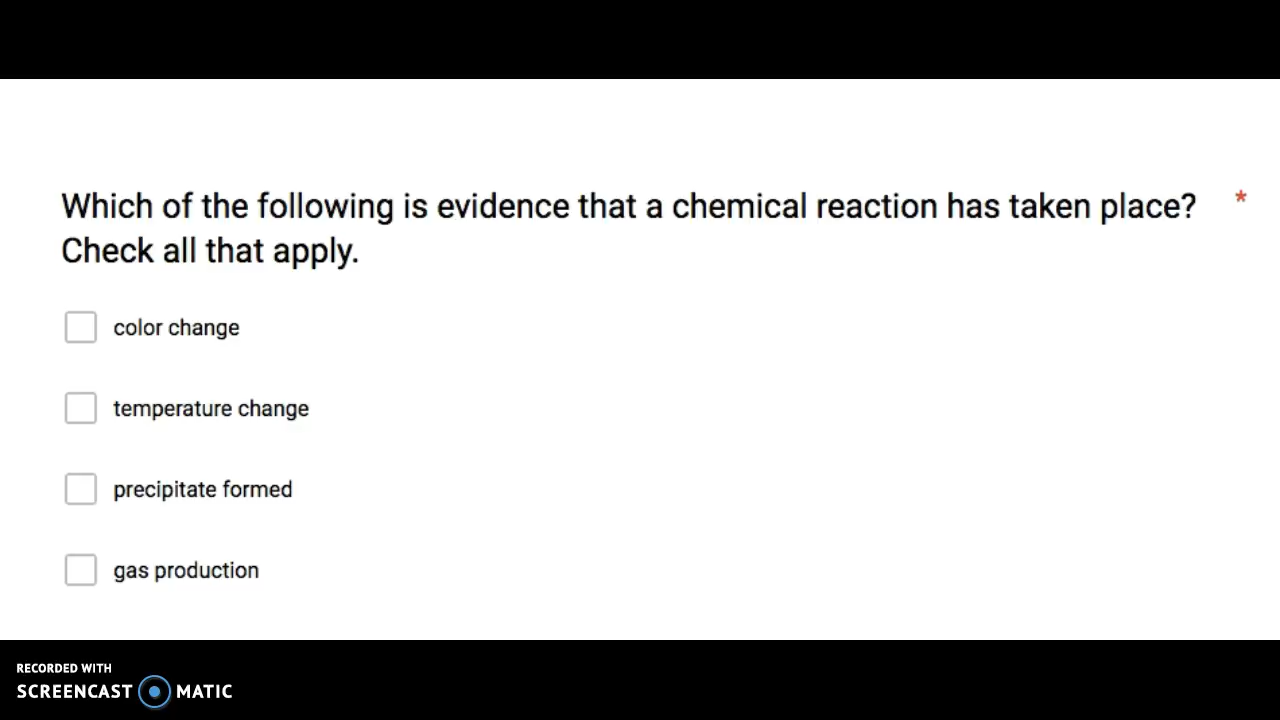 Which of the following is evidence that a chemical reaction has taken place? *
Check all that apply.
color change
temperature change
precipitate formed
gas production
RECORDED WITH
SCREENCAST MATIC